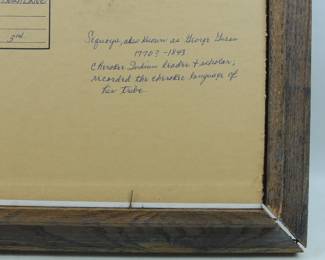 2nd.
Sequoya, also known as George Guess
1770? - 1843
Cherokee Indian leader & scholar;
recorded the cherokee language of
his tribe